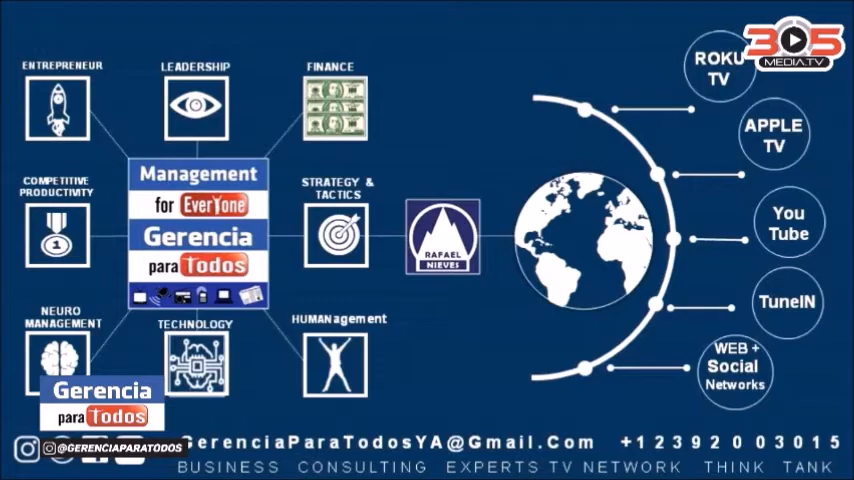 305
MEDIA.TV
ENTREPRENEUR
LEADERSHIP
FINANCE
COMPETITIVE
PRODUCTIVITY
1
STRATEGY &
TACTICS
NEURO
MANAGEMENT
TECHNOLOGY
HUMANagement
Management
for EverYone
Gerencia
para Todos
RAFAEL
NIEVES
ROKU
TV
APPLE
TV
You
Tube
TuneIN
WEB +
Social
Networks
Gerencia
para Todos
@GERENCIAPARATODOS
GerenciaParaTodosYA@Gmail.Com +12392003015
BUSINESS CONSULTING EXPERTS TV NETWORK THINK TANK